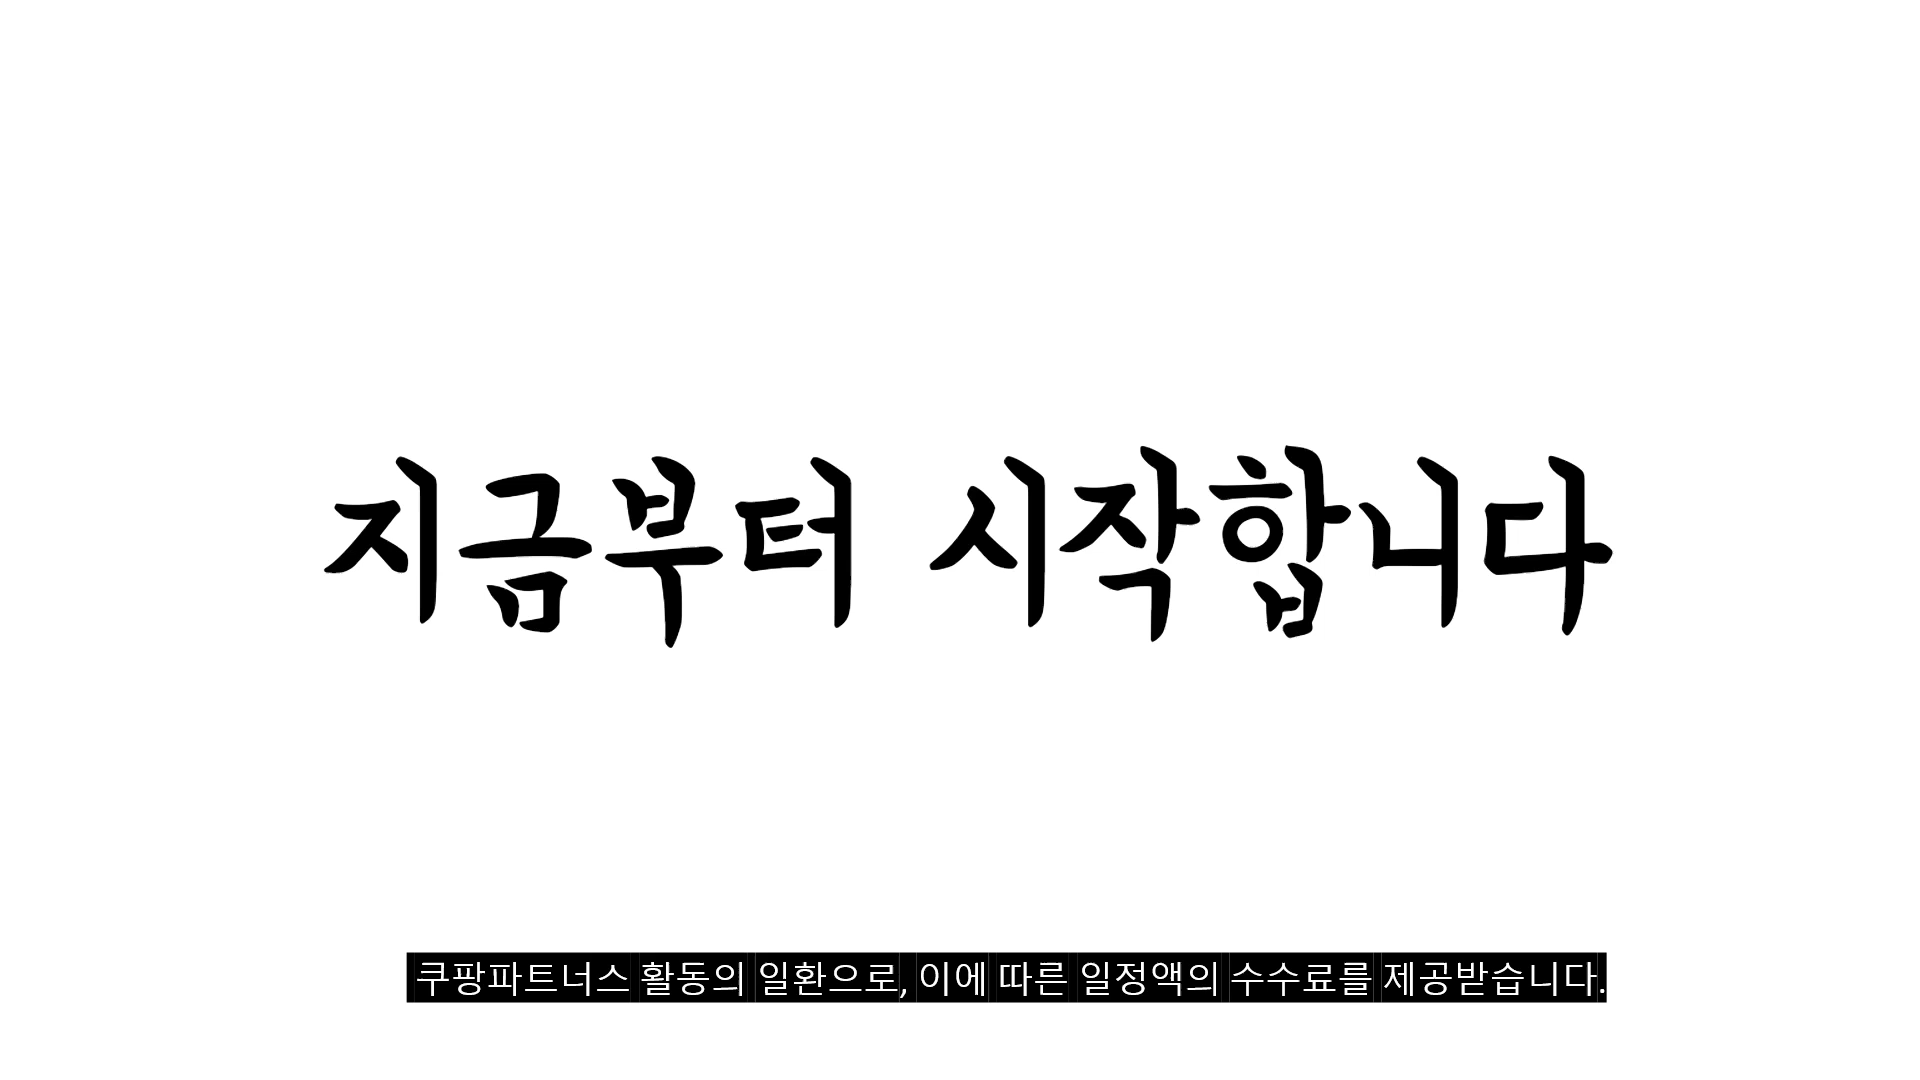 지금부터 시작합니다
쿠팡파트너스 활동의 일환으로, 이에 따른 일정액의 수수료를 제공받습니다.